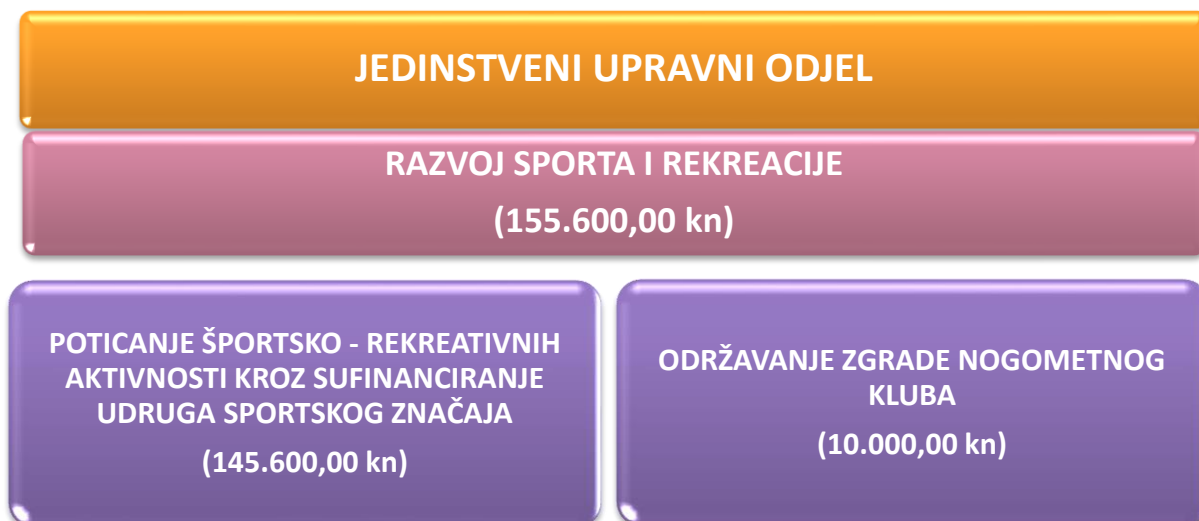 JEDINSTVENI UPRAVNI ODJEL
RAZVOJ SPORTA I REKREACIJE
(155.600,00 kn)
POTICANJE ŠPORTSKO - REKREATIVNIH
AKTIVNOSTI KROZ SUFINANCIRANJE
UDRUGA SPORTSKOG ZNAČAJA
(145.600,00 kn)
ODRŽAVANJE ZGRADE NOGOMETNOG
KLUBA
(10.000,00 kn)